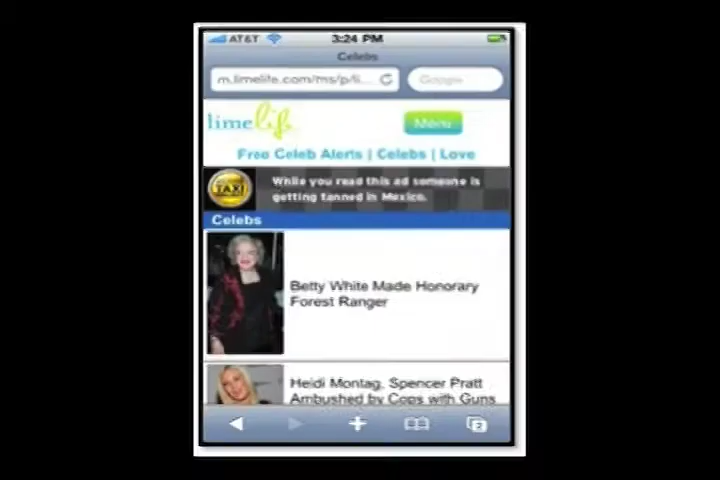 AT&T 3:24 PM
Celebs
m.limelife.com/ms/p/li... Google
limelife Menu
Free Celeb Alerts | Celebs | Love
TAXI
While you read this ad someone is
getting tanned in Mexico.
Celebs
Betty White Made Honorary
Forest Ranger
Heidi Montag, Spencer Pratt
Ambushed by Cops with Guns
2